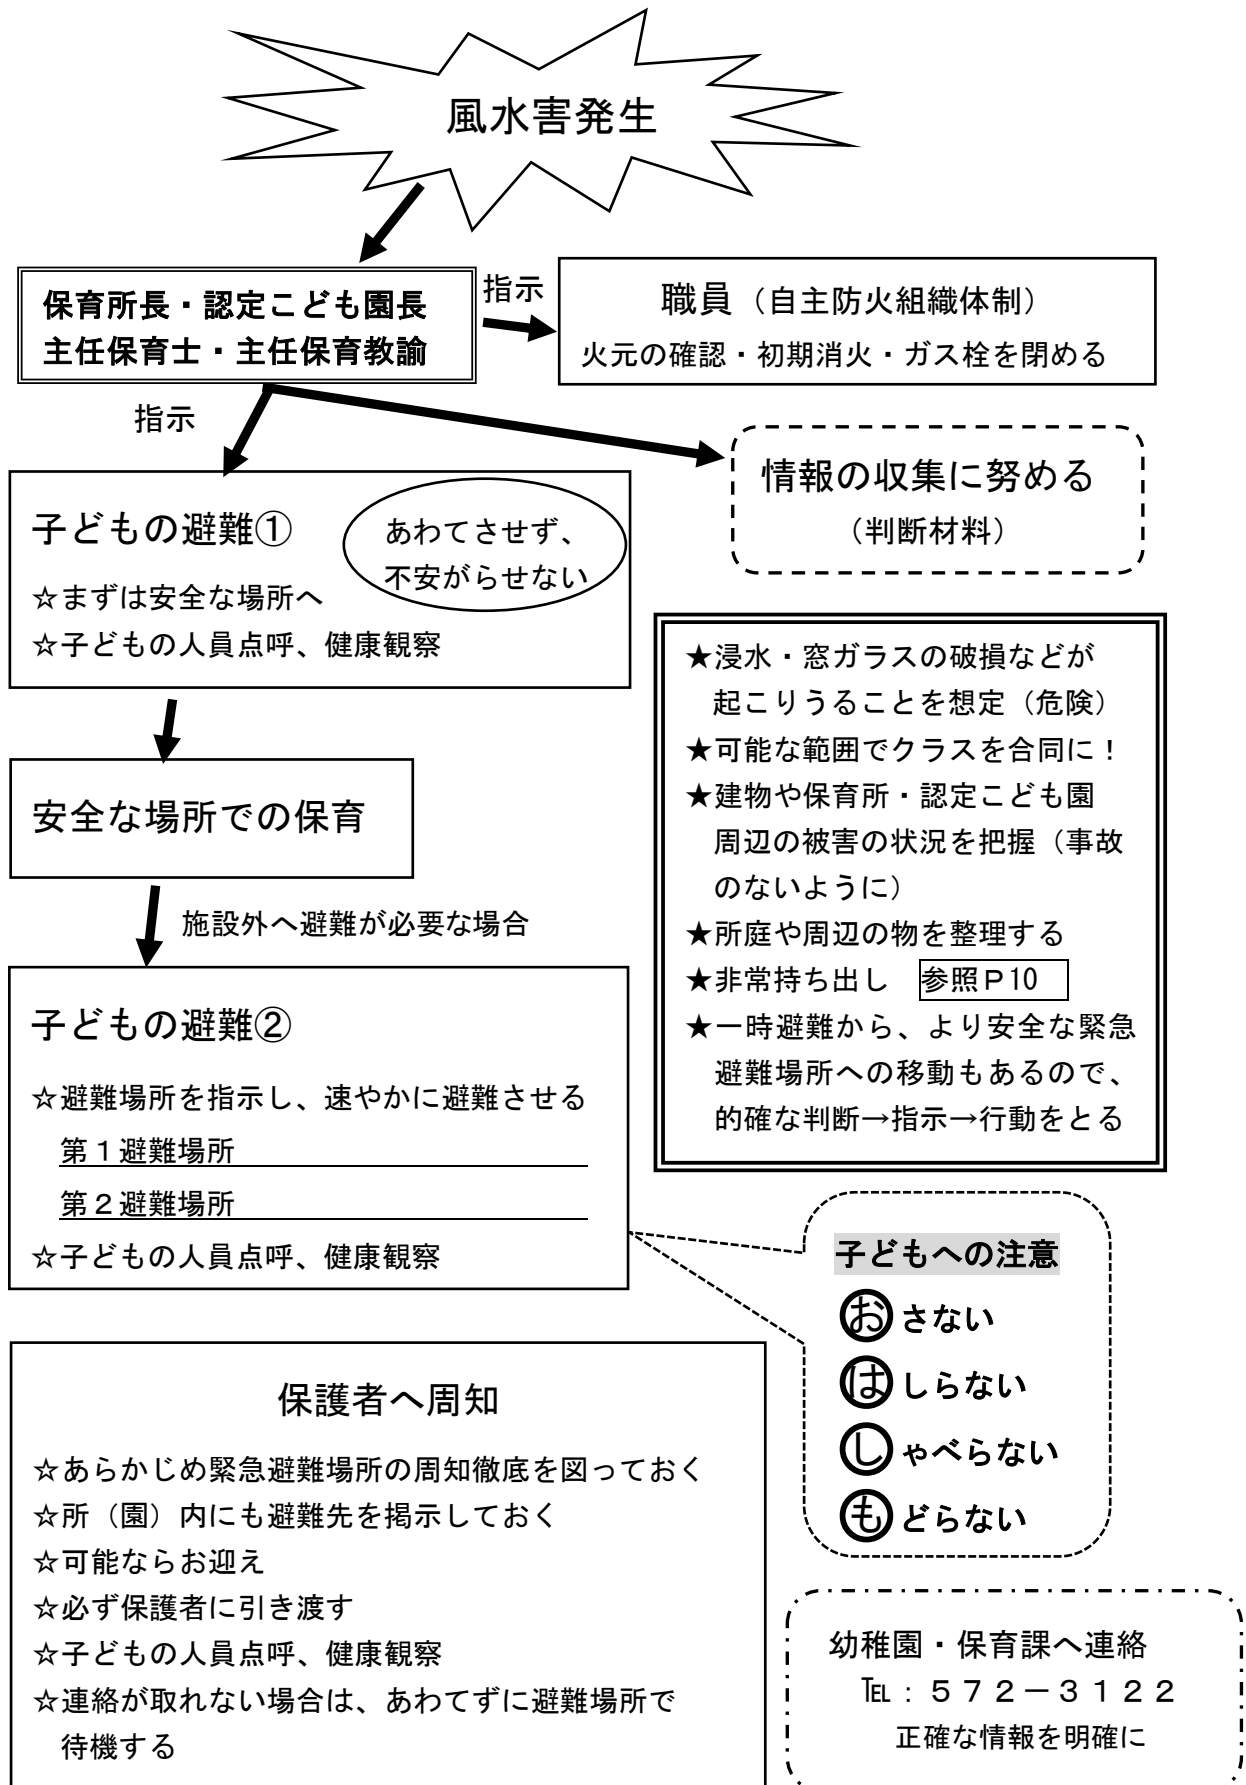 風水害発生
保育所長・認定こども園長
主任保育士・主任保育教諭
指示
職員（自主防火組織体制）
火元の確認・初期消火・ガス栓を閉める
指示
情報の収集に努める
（判断材料）
子どもの避難①
あわてさせず、
不安がらせない
☆まずは安全な場所へ
☆子どもの人員点呼、健康観察
安全な場所での保育
施設外へ避難が必要な場合
子どもの避難②
☆避難場所を指示し、速やかに避難させる
第１避難場所
第２避難場所
☆子どもの人員点呼、健康観察
★浸水・窓ガラスの破損などが
起こりうることを想定（危険）
★可能な範囲でクラスを合同に！
★建物や保育所・認定こども園
周辺の被害の状況を把握（事故
のないように）
★所庭や周辺の物を整理する
★非常持ち出し　参照Ｐ10
★一時避難から、より安全な緊急
避難場所への移動もあるので、
的確な判断→指示→行動をとる
子どもへの注意
おさない
はしらない
しゃべらない
もどらない
保護者へ周知
☆あらかじめ緊急避難場所の周知徹底を図っておく
☆所（園）内にも避難先を掲示しておく
☆可能ならお迎え
☆必ず保護者に引き渡す
☆子どもの人員点呼、健康観察
☆連絡が取れない場合は、あわてずに避難場所で
待機する
幼稚園・保育課へ連絡
℡：５７２－３１２２
正確な情報を明確に